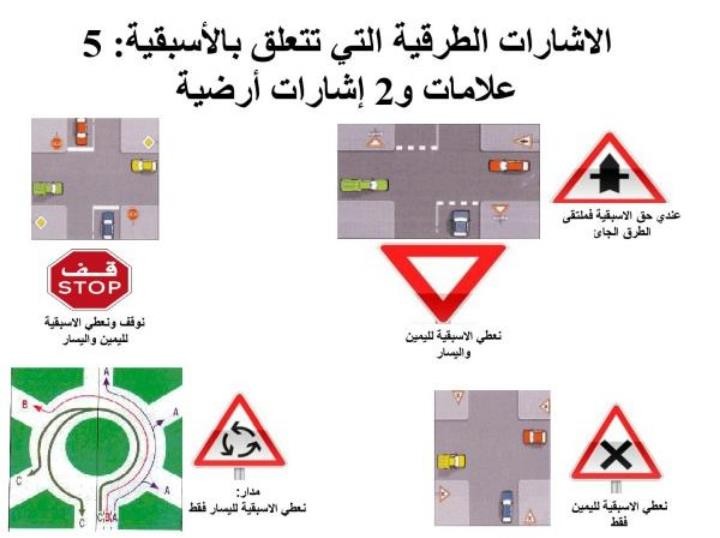 الاشارات الطرقية التي تتعلق بالأسبقية: 5
علامات و2 إشارات أرضية
عندي حق الاسبقية فملتقى
الطرق الجائ
قف
STOP
نوقف ونعطي الاسبقية
لليمين واليسار
نعطي الاسبقية لليمين
واليسار
A
B
A
A
C
C
C B A
مدار:
نعطي الاسبقية لليسار فقط
نعطي الاسبقية لليمين
فقط